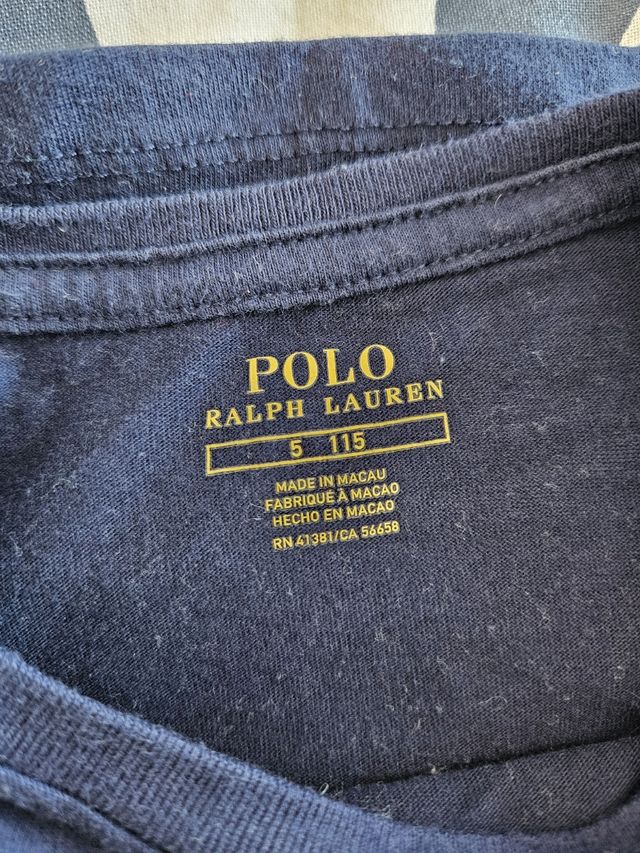 POLO
RALPH LAUREN
5 115
MADE IN MACAU
FABRIQUÉ À MACAO
HECHO EN MACAO
RN 41381/CA 56658